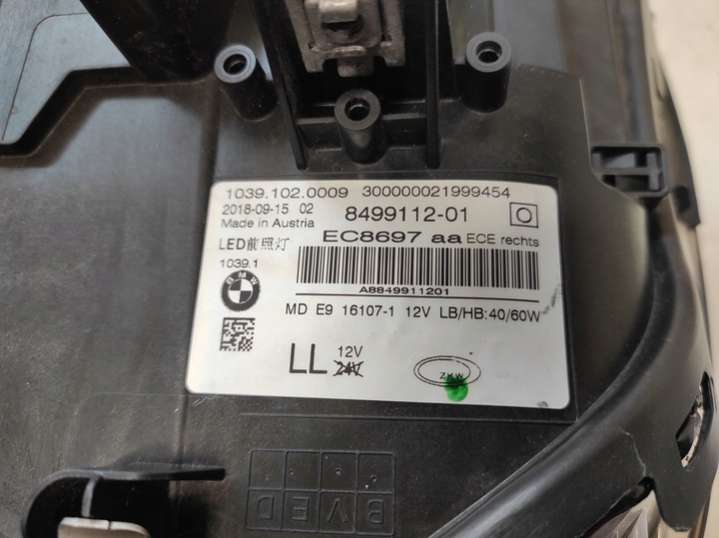 1039.102.0009 300000021999454
2018-09-15 02 8499112-01
Made in Austria
EC8697 aa ECE rechts
LED前照灯
1039.1
BMW
A8849911201
MD E9 16107-1 12V LB/HB:40/60W
LL 12V
24V
ZKW
BVED